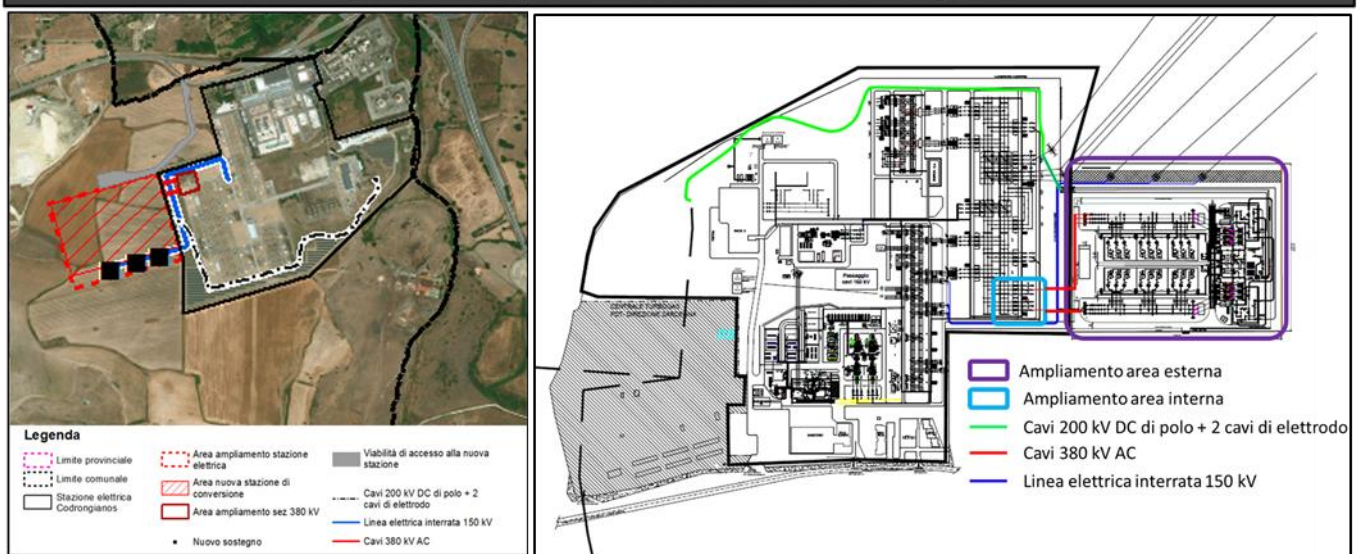 Legenda
Limite provinciale
Limite comunale
Stazione elettrica
Codrongianos
Area ampliamento stazione
elettrica
Area nuova stazione di
conversione
Area ampliamento sez 380 kV
Nuovo sostegno
Viabilità di accesso alla nuova
stazione
Cavi 200 kV DC di polo + 2
cavi di elettrodo
Linea elettrica interrata 150 kV
Cavi 380 kV AC
Passaggio
cavi 150 kV
Ampliamento area esterna
Ampliamento area interna
Cavi 200 kV DC di polo + 2 cavi di elettrodo
Cavi 380 kV AC
Linea elettrica interrata 150 kV